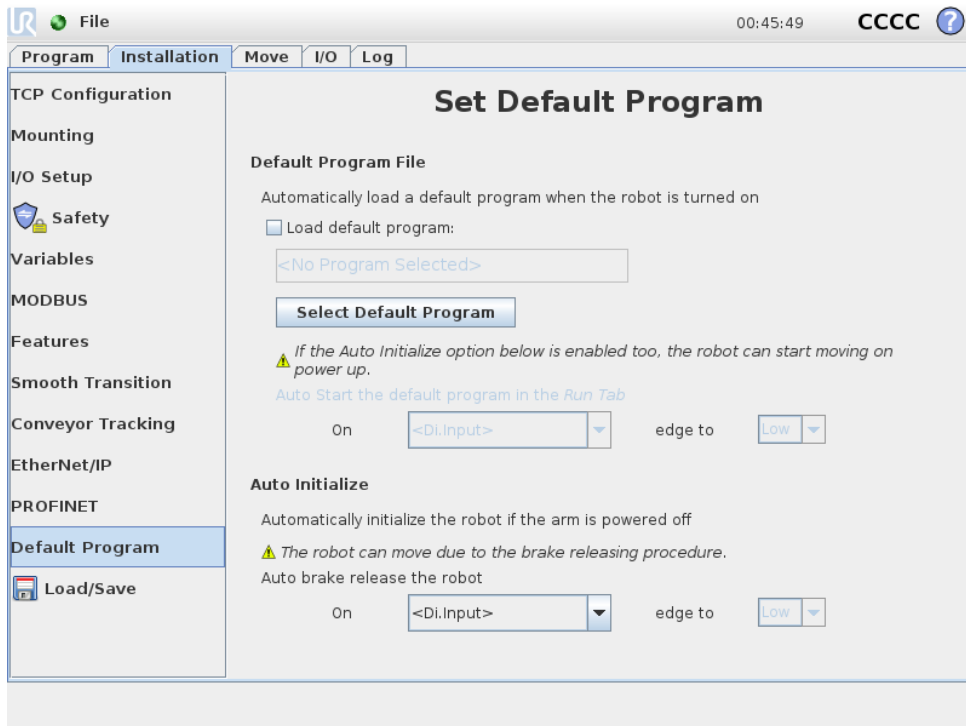 UR File 00:45:49 CCCC ?
Program Installation Move I/O Log
TCP Configuration
Mounting
I/O Setup
Safety
Variables
MODBUS
Features
Smooth Transition
Conveyor Tracking
EtherNet/IP
PROFINET
Default Program
Load/Save
Set Default Program
Default Program File
Automatically load a default program when the robot is turned on
Load default program:
<No Program Selected>
Select Default Program
If the Auto Initialize option below is enabled too, the robot can start moving on
power up.
Auto Start the default program in the Run Tab
On <Di.Input> edge to Low
Auto Initialize
Automatically initialize the robot if the arm is powered off
The robot can move due to the brake releasing procedure.
Auto brake release the robot
On <Di.Input> edge to Low